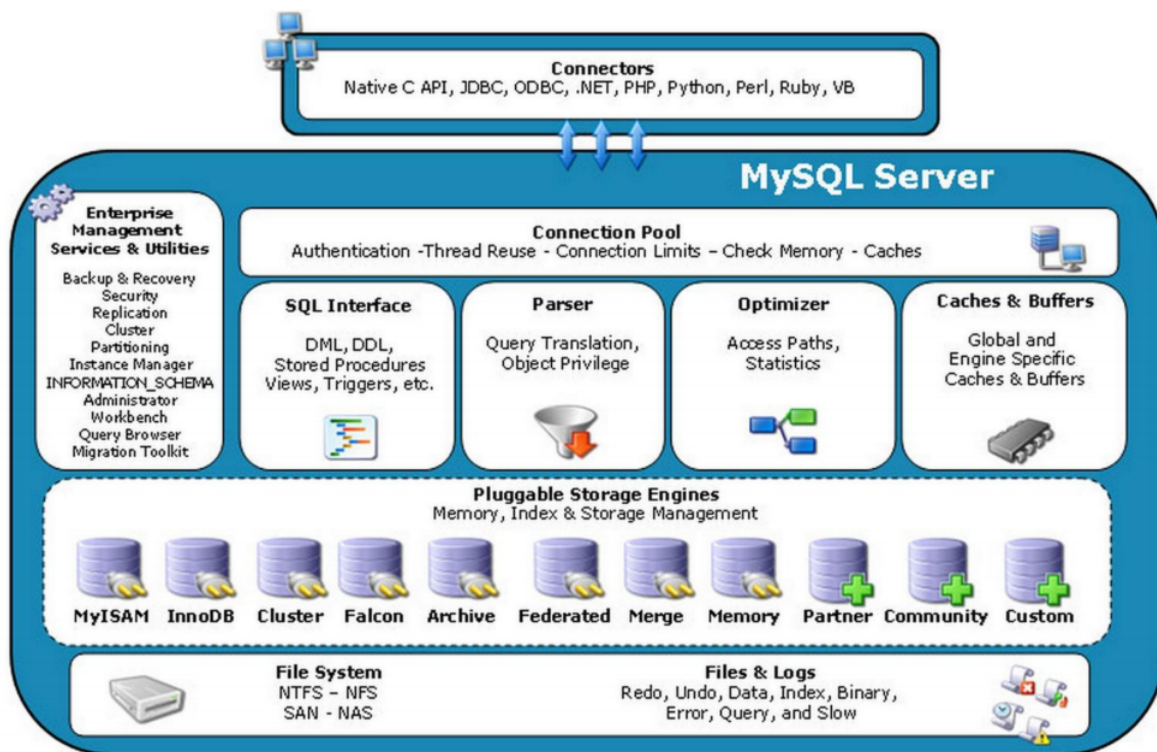 Connectors
Native C API, JDBC, ODBC, .NET, PHP, Python, Perl, Ruby, VB
MySQL Server
Enterprise
Management
Services & Utilities
Backup & Recovery
Security
Replication
Cluster
Partitioning
Instance Manager
INFORMATION_SCHEMA
Administrator
Workbench
Query Browser
Migration Toolkit
Connection Pool
Authentication -Thread Reuse - Connection Limits – Check Memory - Caches
SQL Interface
DML, DDL,
Stored Procedures
Views, Triggers, etc.
Parser
Query Translation,
Object Privilege
Optimizer
Access Paths,
Statistics
Caches & Buffers
Global and
Engine Specific
Caches & Buffers
Pluggable Storage Engines
Memory, Index & Storage Management
MyISAM
InnoDB
Cluster
Falcon
Archive
Federated
Merge
Memory
Partner
Community
Custom
File System
NTFS – NFS
SAN - NAS
Files & Logs
Redo, Undo, Data, Index, Binary,
Error, Query, and Slow